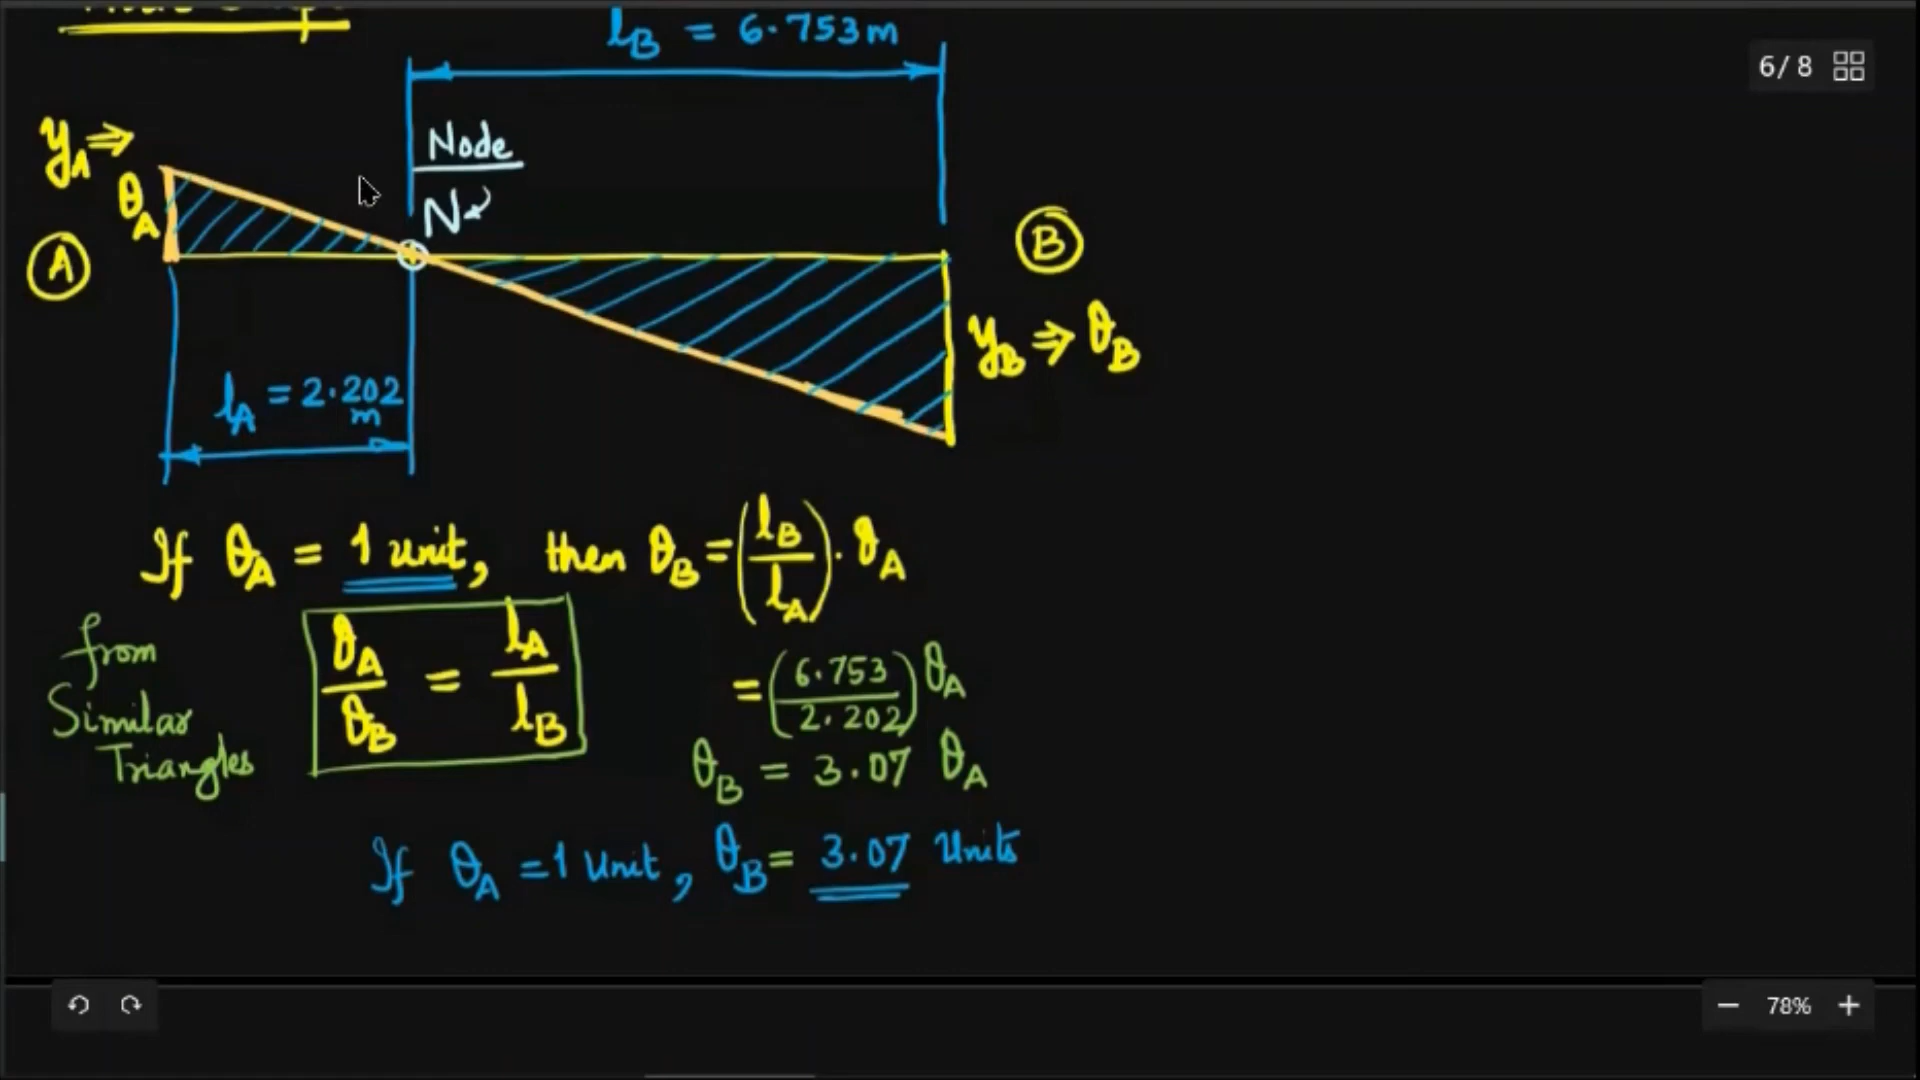 lB = 6.753m
6/8
yA ⇒
Node
θA
N
A
B
yB ⇒ θB
lA = 2.202 m
If θA = 1 unit, then θB = (lB/lA) . θA
from Similar Triangles
θA/θB = lA/lB
= (6.753/2.202) θA
θB = 3.07 θA
If θA = 1 Unit, θB = 3.07 Units
78%